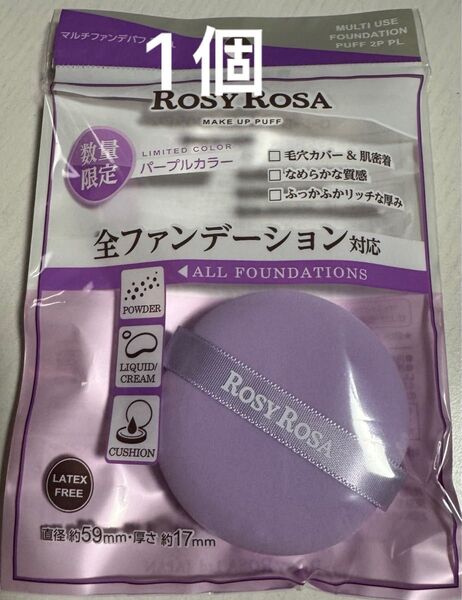 マルチファンデパフ
MULTI USE
FOUNDATION
PUFF 2P PL
1個
ROSY ROSA
MAKE UP PUFF
数量
限定
LIMITED COLOR
パープルカラー
□毛穴カバー&肌密着
□なめらかな質感
□ふっかふかリッチな厚み
全ファンデーション対応
◀ALL FOUNDATIONS
POWDER
LIQUID/
CREAM
CUSHION
ROSY ROSA
LATEX
FREE
直径 約59mm・厚さ 約17mm